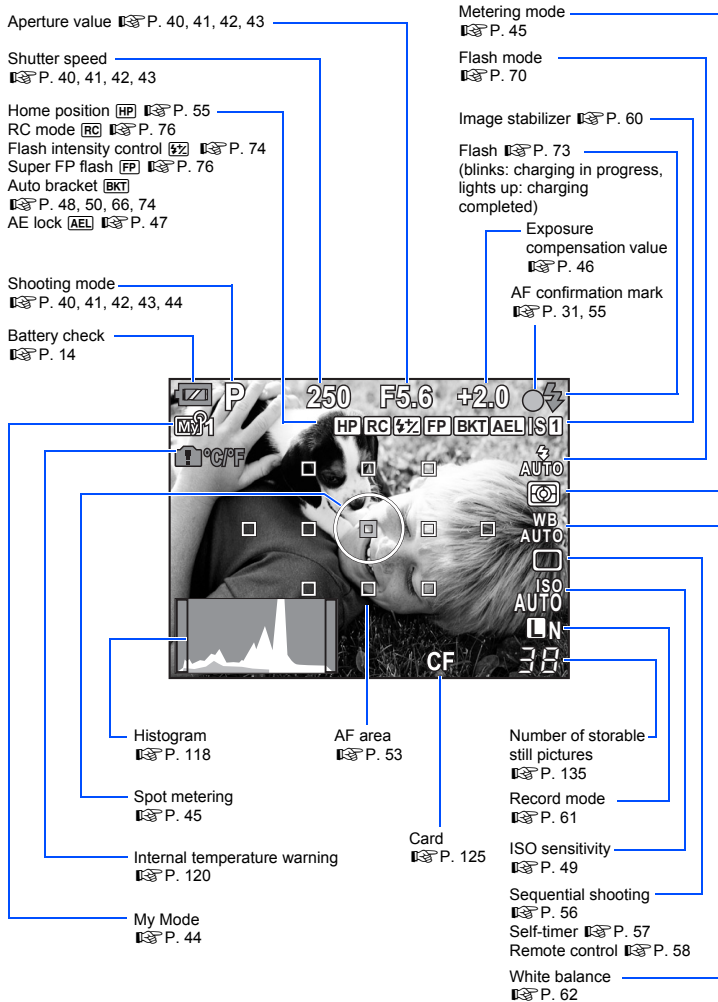 Aperture value ☞P. 40, 41, 42, 43
Shutter speed
☞P. 40, 41, 42, 43
Home position HP ☞P. 55
RC mode RC ☞P. 76
Flash intensity control ☞P. 74
Super FP flash FP ☞P. 76
Auto bracket BKT
☞P. 48, 50, 66, 74
AE lock AEL ☞P. 47
Shooting mode
☞P. 40, 41, 42, 43, 44
Battery check
☞P. 14
Metering mode
☞P. 45
Flash mode
☞P. 70
Image stabilizer ☞P. 60
Flash ☞P. 73
(blinks: charging in progress,
lights up: charging
completed)
Exposure
compensation value
☞P. 46
AF confirmation mark
☞P. 31, 55
P 250 F5.6 +2.0
My 1 HP RC FP BKT AEL IS 1
°C/°F
AUTO
WB
AUTO
ISO
AUTO
L N
CF 38
Histogram
☞P. 118
Spot metering
☞P. 45
Internal temperature warning
☞P. 120
My Mode
☞P. 44
AF area
☞P. 53
Card
☞P. 125
Number of storable
still pictures
☞P. 135
Record mode
☞P. 61
ISO sensitivity
☞P. 49
Sequential shooting
☞P. 56
Self-timer ☞P. 57
Remote control ☞P. 58
White balance
☞P. 62